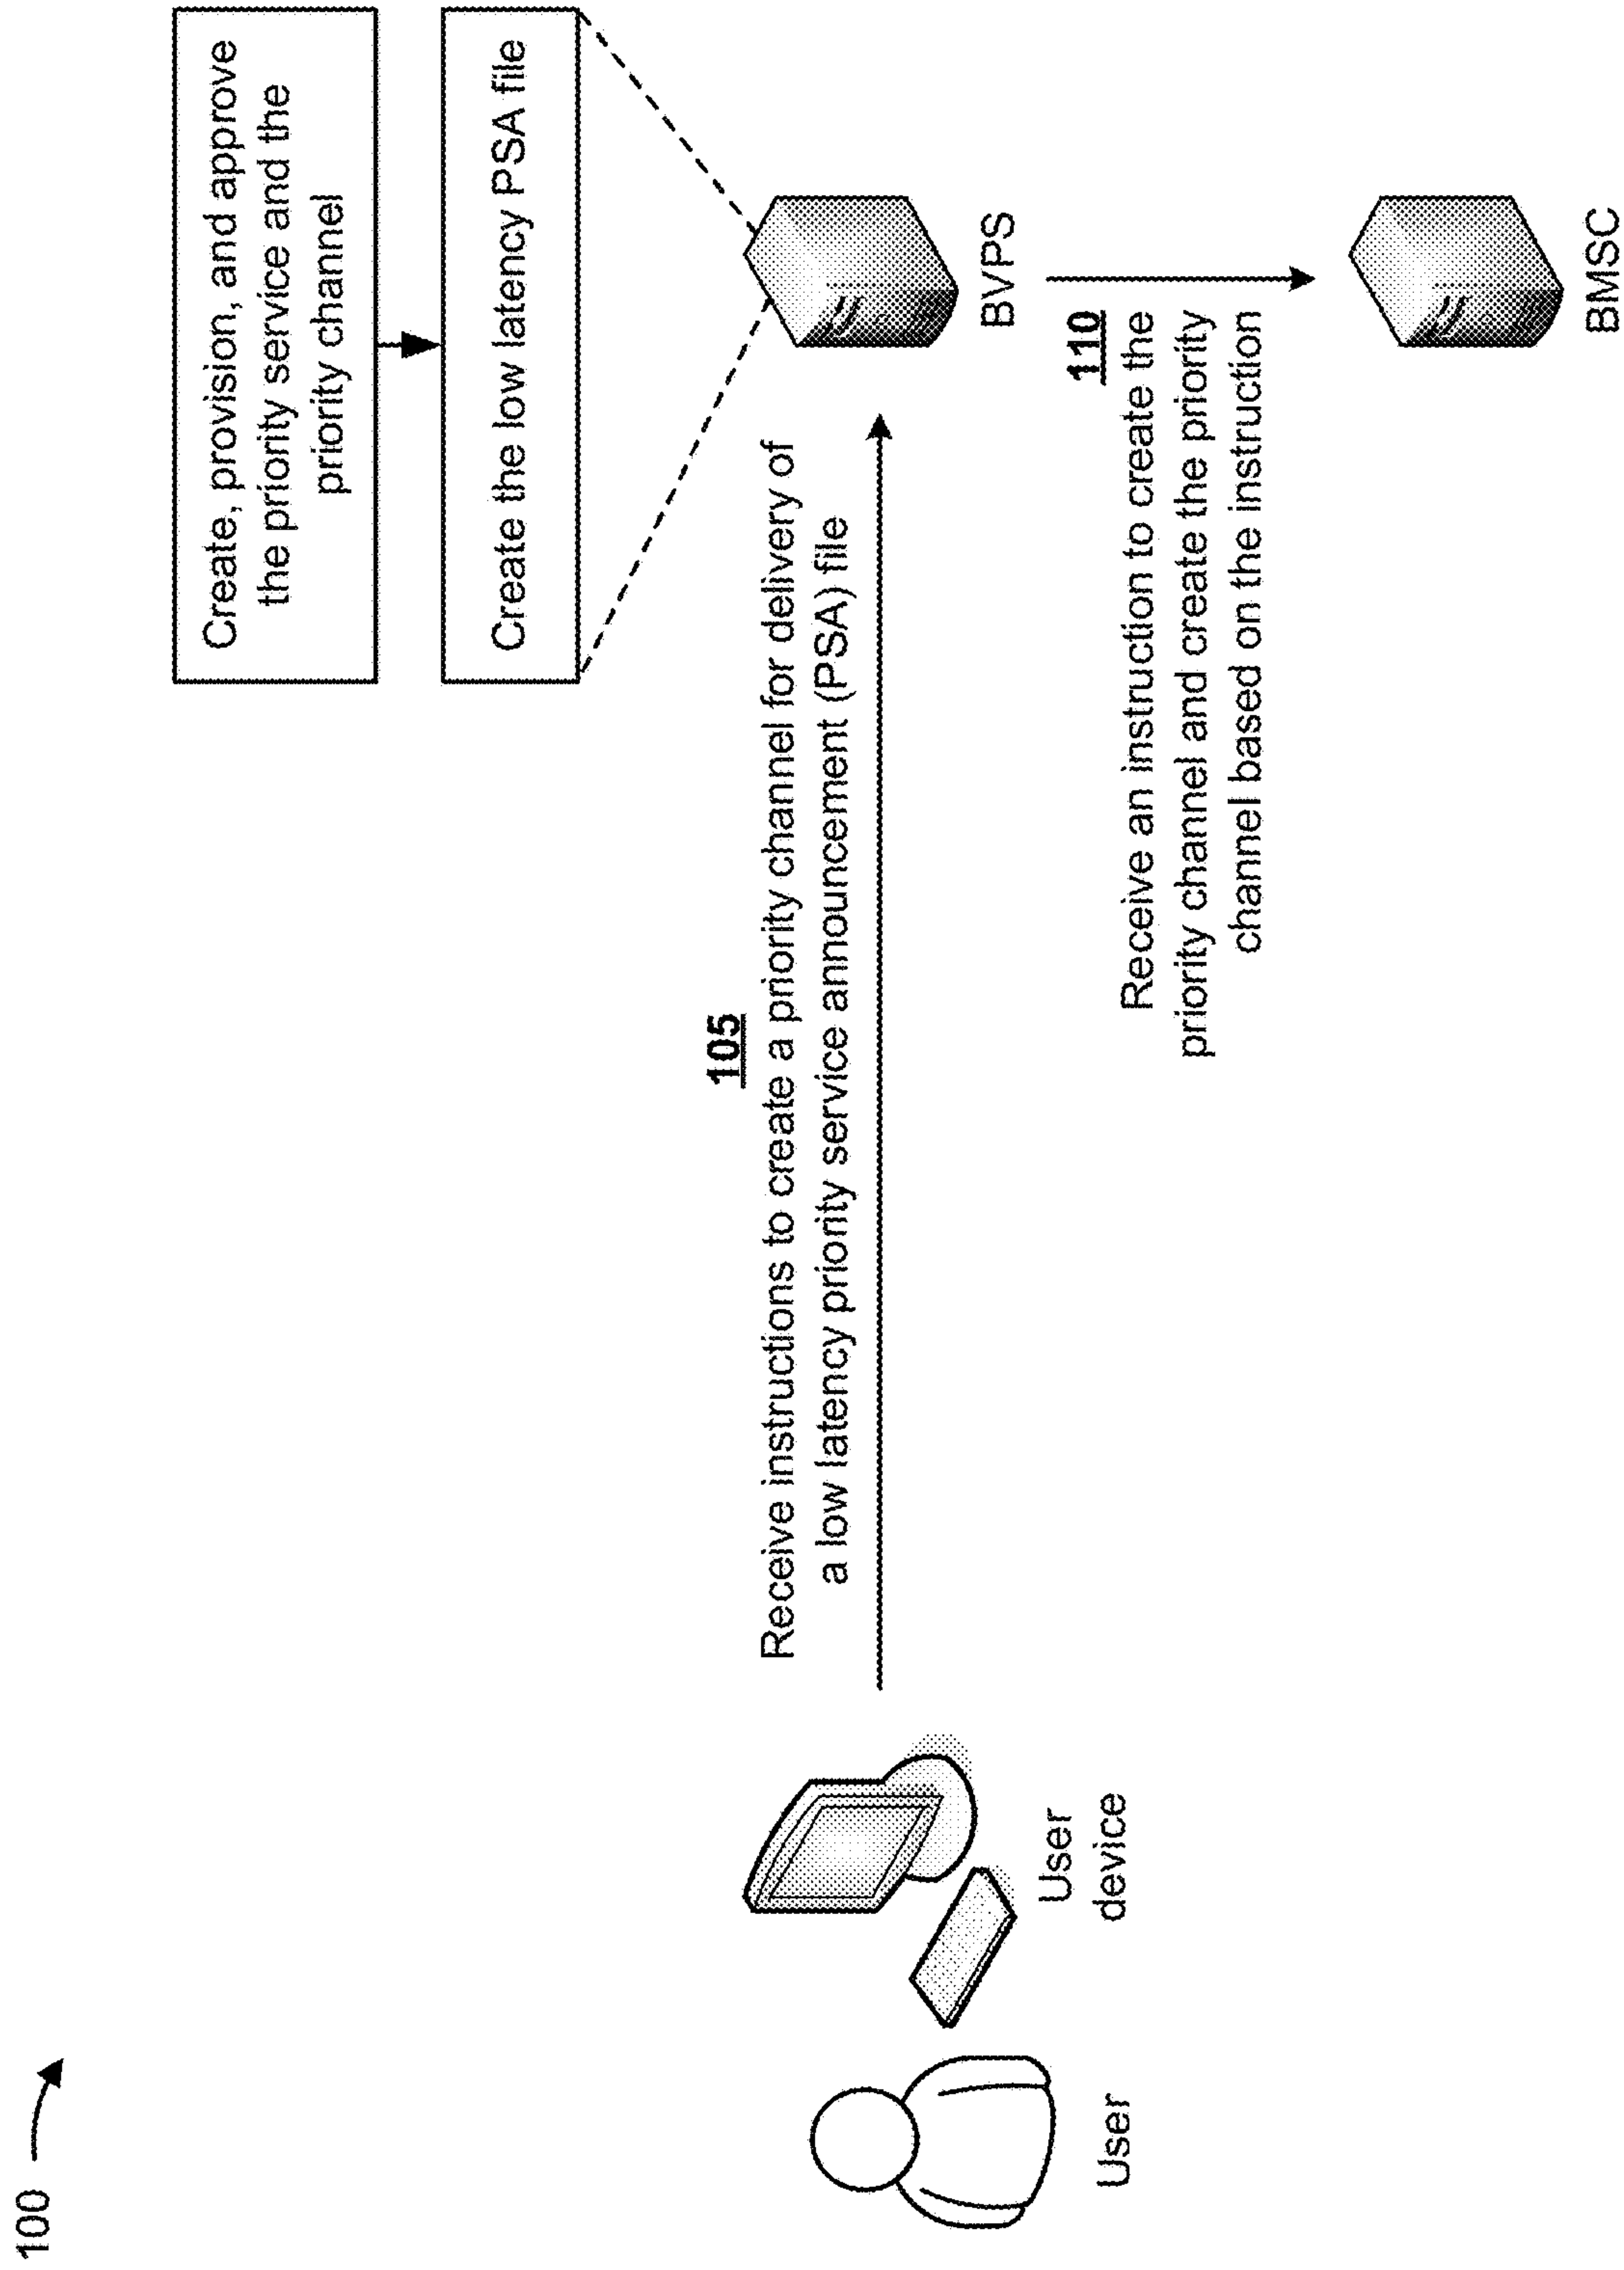 100
Create, provision, and approve
the priority service and the
priority channel
Create the low latency PSA file
105
Receive instructions to create a priority channel for delivery of
a low latency priority service announcement (PSA) file
User
User
device
BVPS
110
Receive an instruction to create the
priority channel and create the priority
channel based on the instruction
BMSC